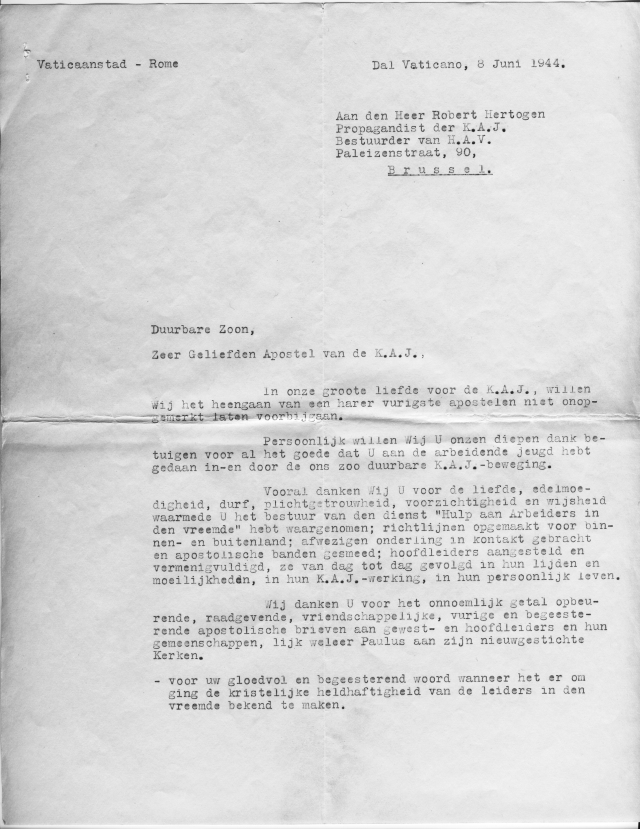 Vaticaanstad - Rome
Dal Vaticano, 8 Juni 1944.
Aan den Heer Robert Hertogen
Propagandist der K.A.J.
Bestuurder van H.A.V.
Paleizenstraat, 90,
Brussel.
Duurbare Zoon,
Zeer Geliefden Apostel van de K.A.J.,
In onze groote liefde voor de K.A.J., willen
Wij het heengaan van een harer vurigste apostelen niet onop-
gemerkt laten voorbijgaan.
Persoonlijk willen Wij U onzen diepen dank be-
tuigen voor al het goede dat U aan de arbeidende jeugd hebt
gedaan in-en door de ons zoo duurbare K.A.J.-beweging.
Vooral danken Wij U voor de liefde, edelmoe-
digheid, durf, plichtgetrouwheid, voorzichtigheid en wijsheid
waarmede U het bestuur van den dienst "Hulp aan Arbeiders in
den vreemde" hebt waargenomen; richtlijnen opgemaakt voor bin-
nen- en buitenland; afwezigen onderling in kontakt gebracht
en apostolische banden gesmeed; hoofdleiders aangesteld en
vermenigvuldigd, ze van dag tot dag gevolgd in hun lijden en
moeilijkheden, in hun K.A.J.-werking, in hun persoonlijk leven.
Wij danken U voor het onnoemlijk getal opbeu-
rende, raadgevende, vriendschappelijke, vurige en begeeste-
rende apostolische brieven aan gewest- en hoofdleiders en hun
gemeenschappen, lijk weleer Paulus aan zijn nieuwgestichte
Kerken.
- voor uw gloedvol en begeesterend woord wanneer het er om
ging de kristelijke heldhaftigheid van de leiders in den
vreemde bekend te maken.